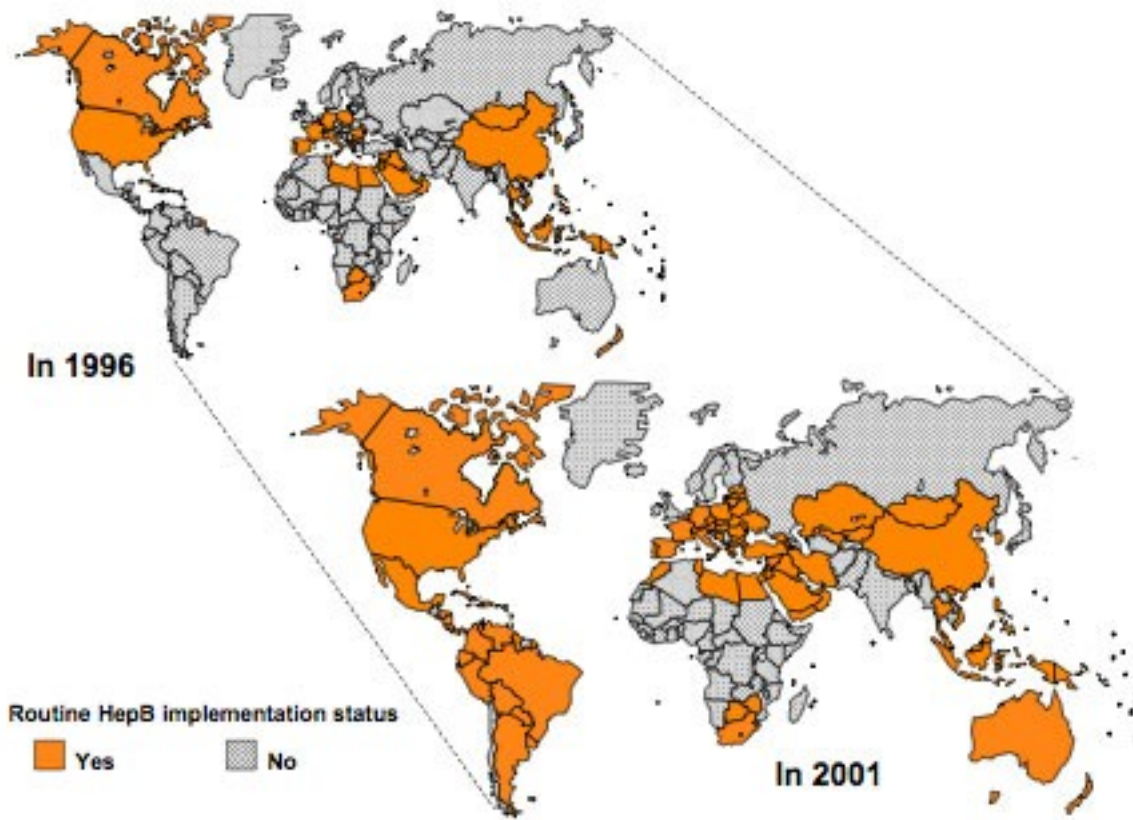 In 1996
Routine HepB implementation status
Yes
No
In 2001